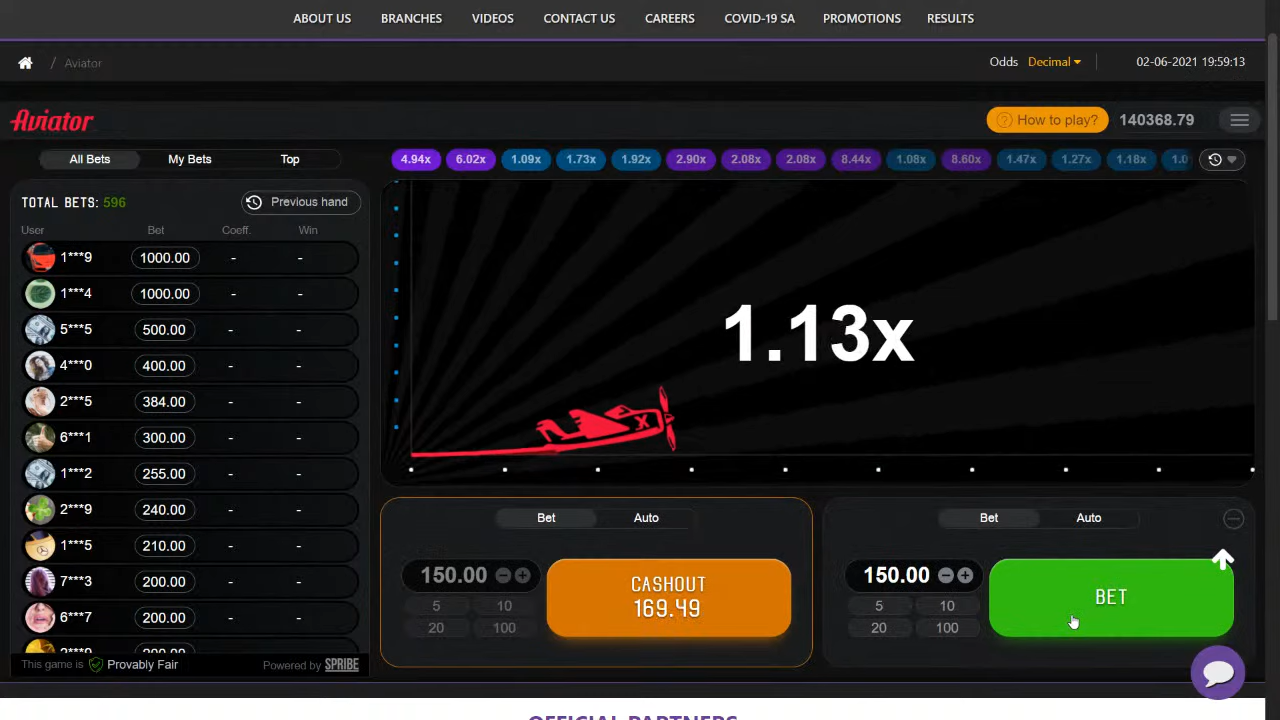 ABOUT US BRANCHES VIDEOS CONTACT US CAREERS COVID-19 SA PROMOTIONS RESULTS
/ Aviator
Odds Decimal 02-06-2021 19:59:13
Aviator
? How to play? 140368.79
All Bets My Bets Top
4.94x 6.02x 1.09x 1.73x 1.92x 2.90x 2.08x 2.08x 8.44x 1.08x 8.60x 1.47x 1.27x 1.18x
TOTAL BETS: 596
Previous hand
User Bet Coeff. Win
1***9 1000.00 - -
1***4 1000.00 - -
5***5 500.00 - -
4***0 400.00 - -
2***5 384.00 - -
6***1 300.00 - -
1***2 255.00 - -
2***9 240.00 - -
1***5 210.00 - -
7***3 200.00 - -
6***7 200.00 - -
This game is Provably Fair Powered by SPRIBE
1.13x
X
Bet Auto
150.00
5 10
20 100
CASHOUT
169.49
Bet Auto
150.00
5 10
20 100
BET
OFFICIAL PARTNERS